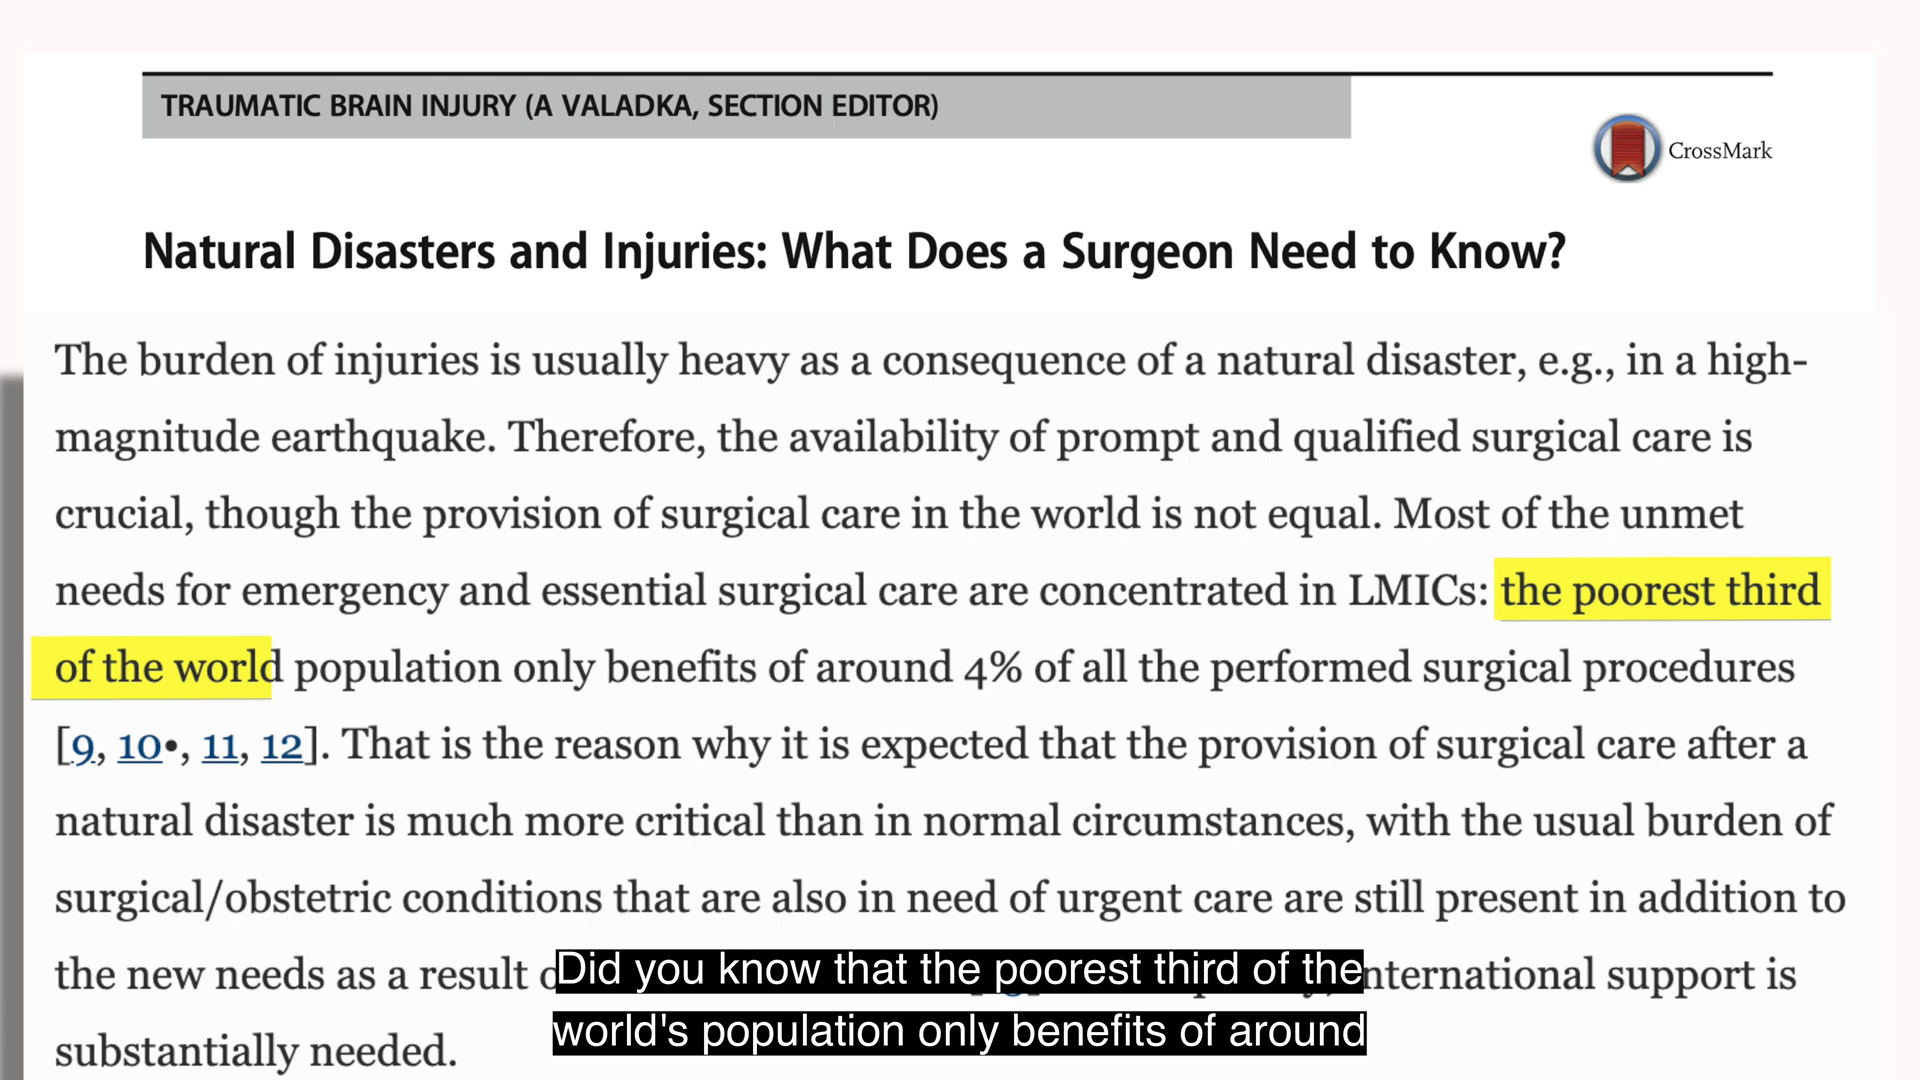 TRAUMATIC BRAIN INJURY (A VALADKA, SECTION EDITOR)
CrossMark
Natural Disasters and Injuries: What Does a Surgeon Need to Know?
The burden of injuries is usually heavy as a consequence of a natural disaster, e.g., in a high-
magnitude earthquake. Therefore, the availability of prompt and qualified surgical care is
crucial, though the provision of surgical care in the world is not equal. Most of the unmet
needs for emergency and essential surgical care are concentrated in LMICs: the poorest third
of the world population only benefits of around 4% of all the performed surgical procedures
[9, 10•, 11, 12]. That is the reason why it is expected that the provision of surgical care after a
natural disaster is much more critical than in normal circumstances, with the usual burden of
surgical/obstetric conditions that are also in need of urgent care are still present in addition to
the new needs as a result nternational support is
substantially needed.
Did you know that the poorest third of the
world's population only benefits of around